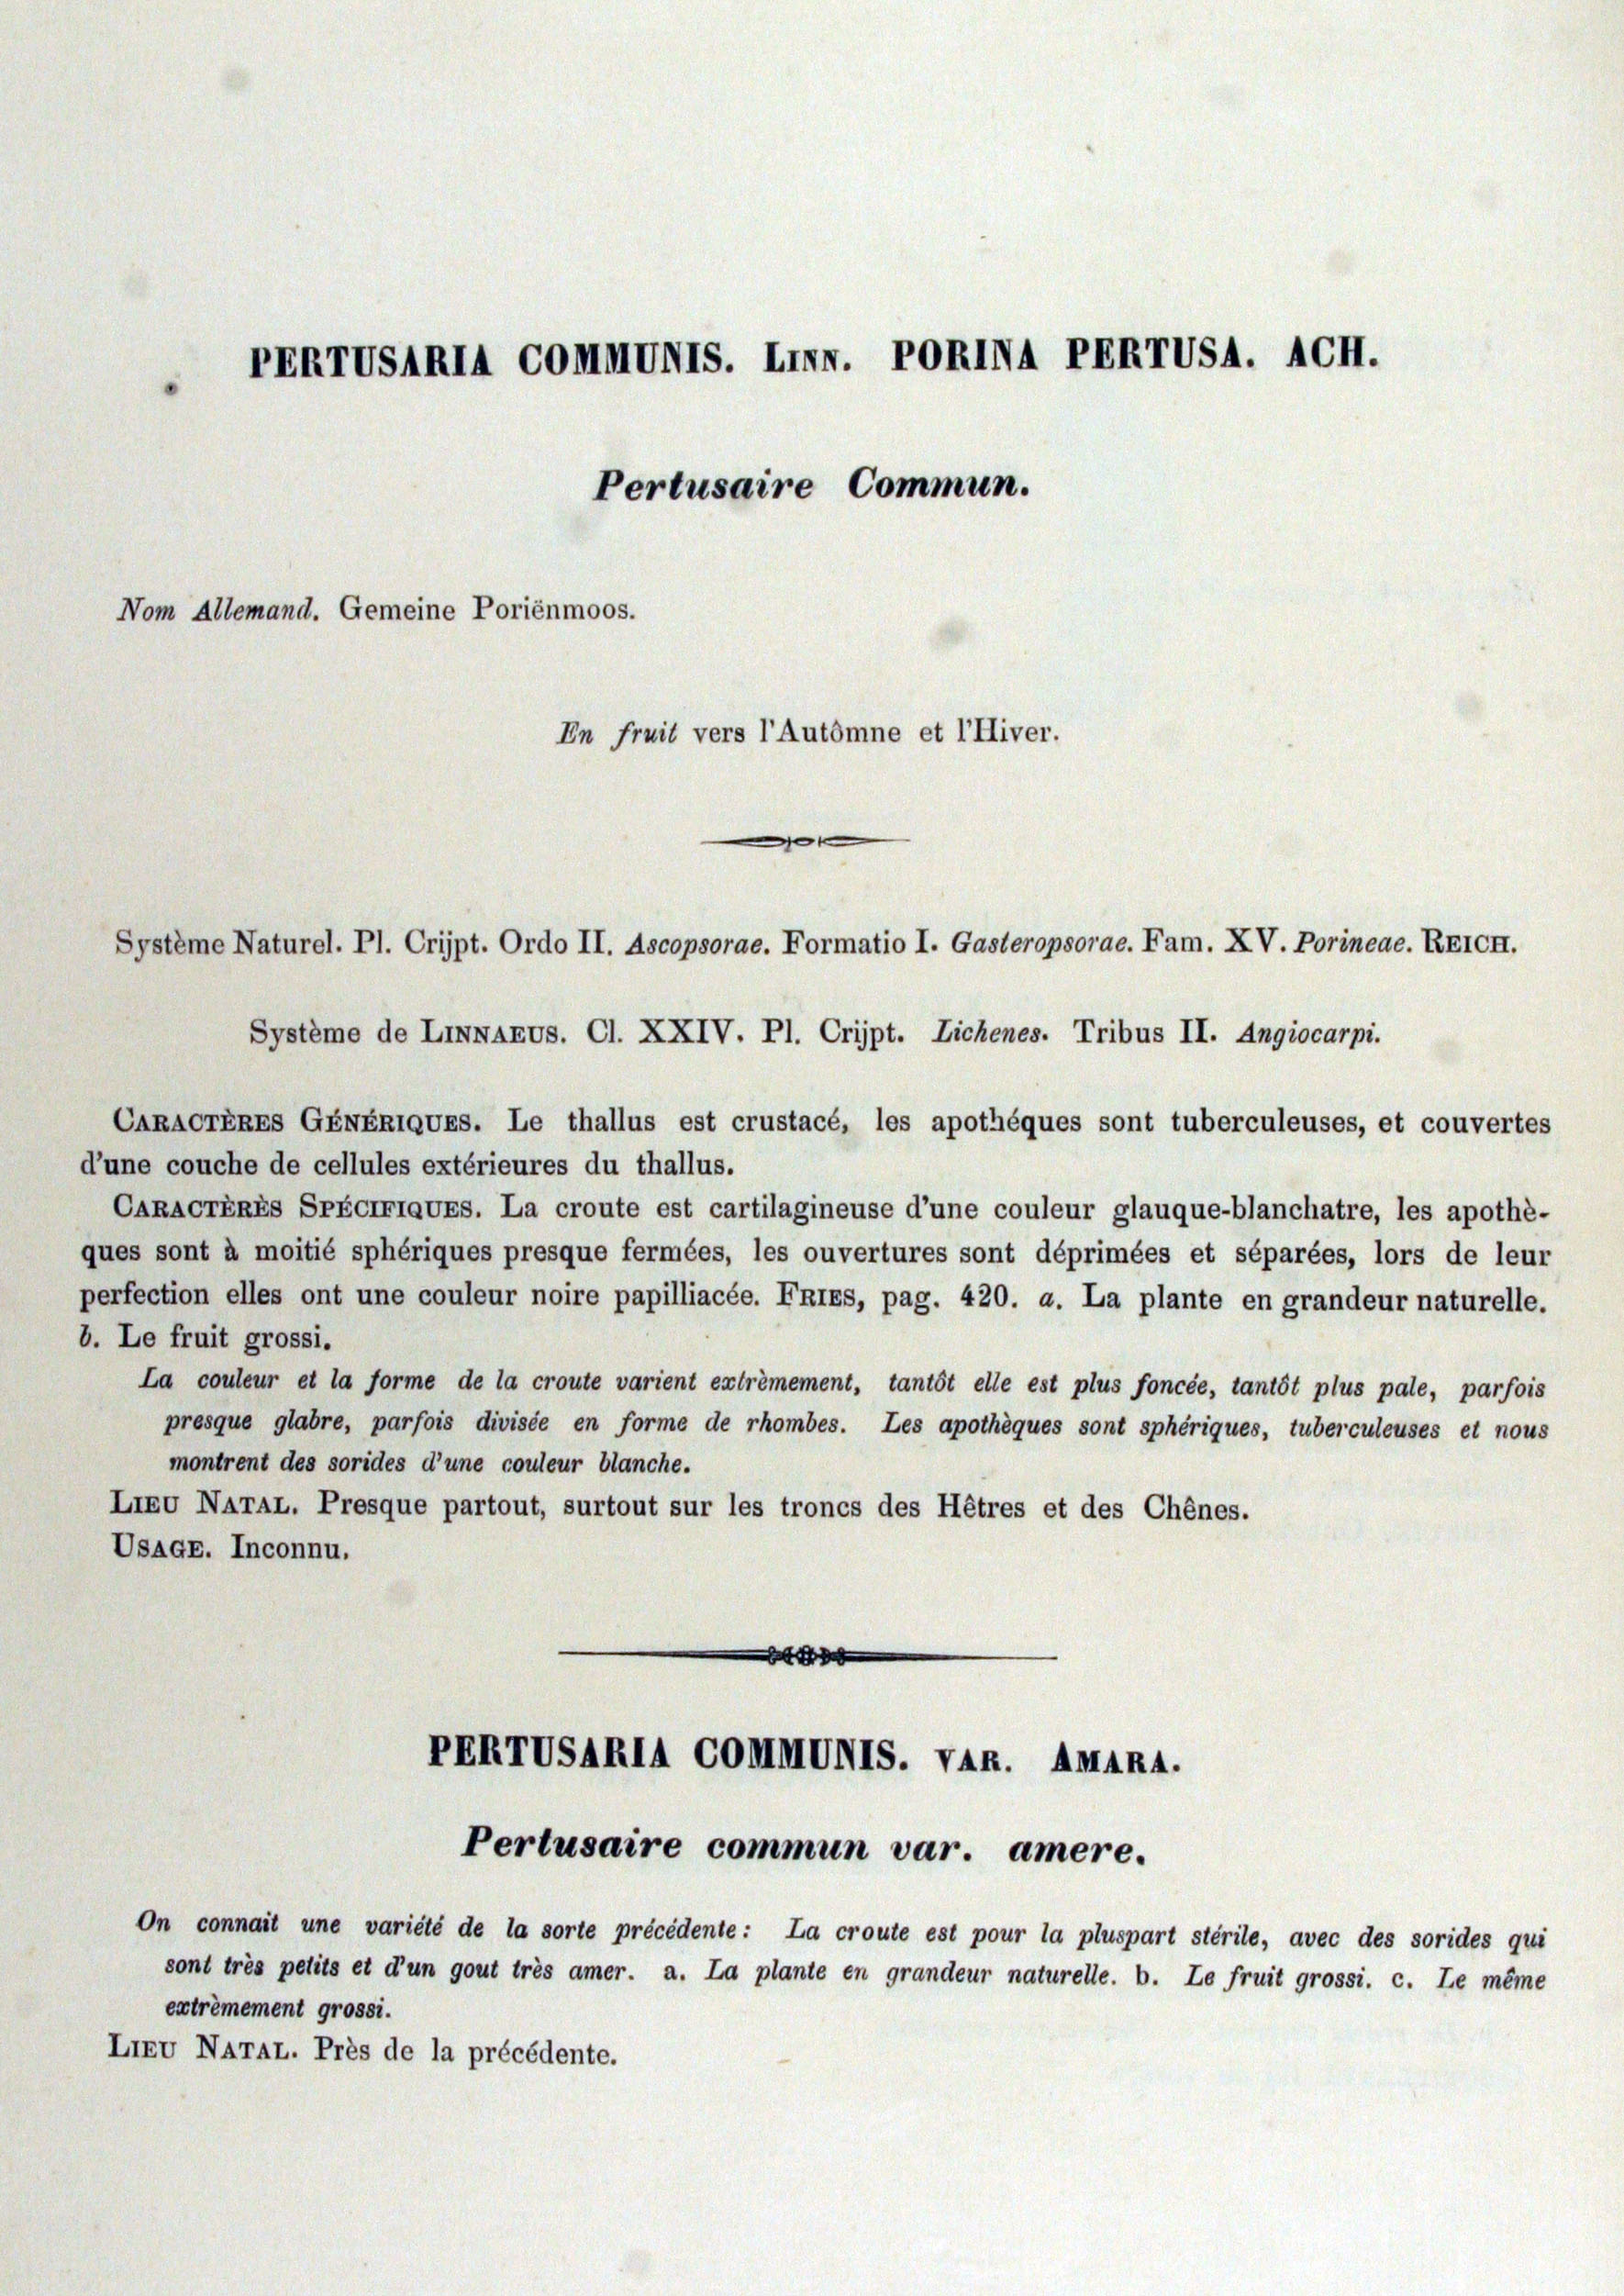 PERTUSARIA COMMUNIS. LINN. PORINA PERTUSA. ACH.
Pertusaire Commun.
Nom Allemand. Gemeine Poriënmoos.
En fruit vers l'Autômne et l'Hiver.
Système Naturel. Pl. Crijpt. Ordo II. Ascopsorae. Formatio I. Gasteropsorae. Fam. XV. Porineae. REICH.
Système de LINNAEUS. Cl. XXIV. Pl. Crijpt. Lichenes. Tribus II. Angiocarpi.
CARACTÈRES GÉNÉRIQUES. Le thallus est crustacé, les apothéques sont tuberculeuses, et couvertes
d'une couche de cellules extérieures du thallus.
CARACTÈRÈS SPÉCIFIQUES. La croute est cartilagineuse d'une couleur glauque-blanchatre, les apothè-
ques sont à moitié sphériques presque fermées, les ouvertures sont déprimées et séparées, lors de leur
perfection elles ont une couleur noire papilliacée. FRIES, pag. 420. a. La plante en grandeur naturelle.
b. Le fruit grossi.
La couleur et la forme de la croute varient extrèmement, tantôt elle est plus foncée, tantôt plus pale, parfois
presque glabre, parfois divisée en forme de rhombes. Les apothèques sont sphériques, tuberculeuses et nous
montrent des sorides d'une couleur blanche.
LIEU NATAL. Presque partout, surtout sur les troncs des Hêtres et des Chênes.
USAGE. Inconnu.
PERTUSARIA COMMUNIS. VAR. AMARA.
Pertusaire commun var. amere.
On connait une variété de la sorte précédente: La croute est pour la pluspart stérile, avec des sorides qui
sont très petits et d'un gout très amer. a. La plante en grandeur naturelle. b. Le fruit grossi. c. Le même
extrèmement grossi.
LIEU NATAL. Près de la précédente.